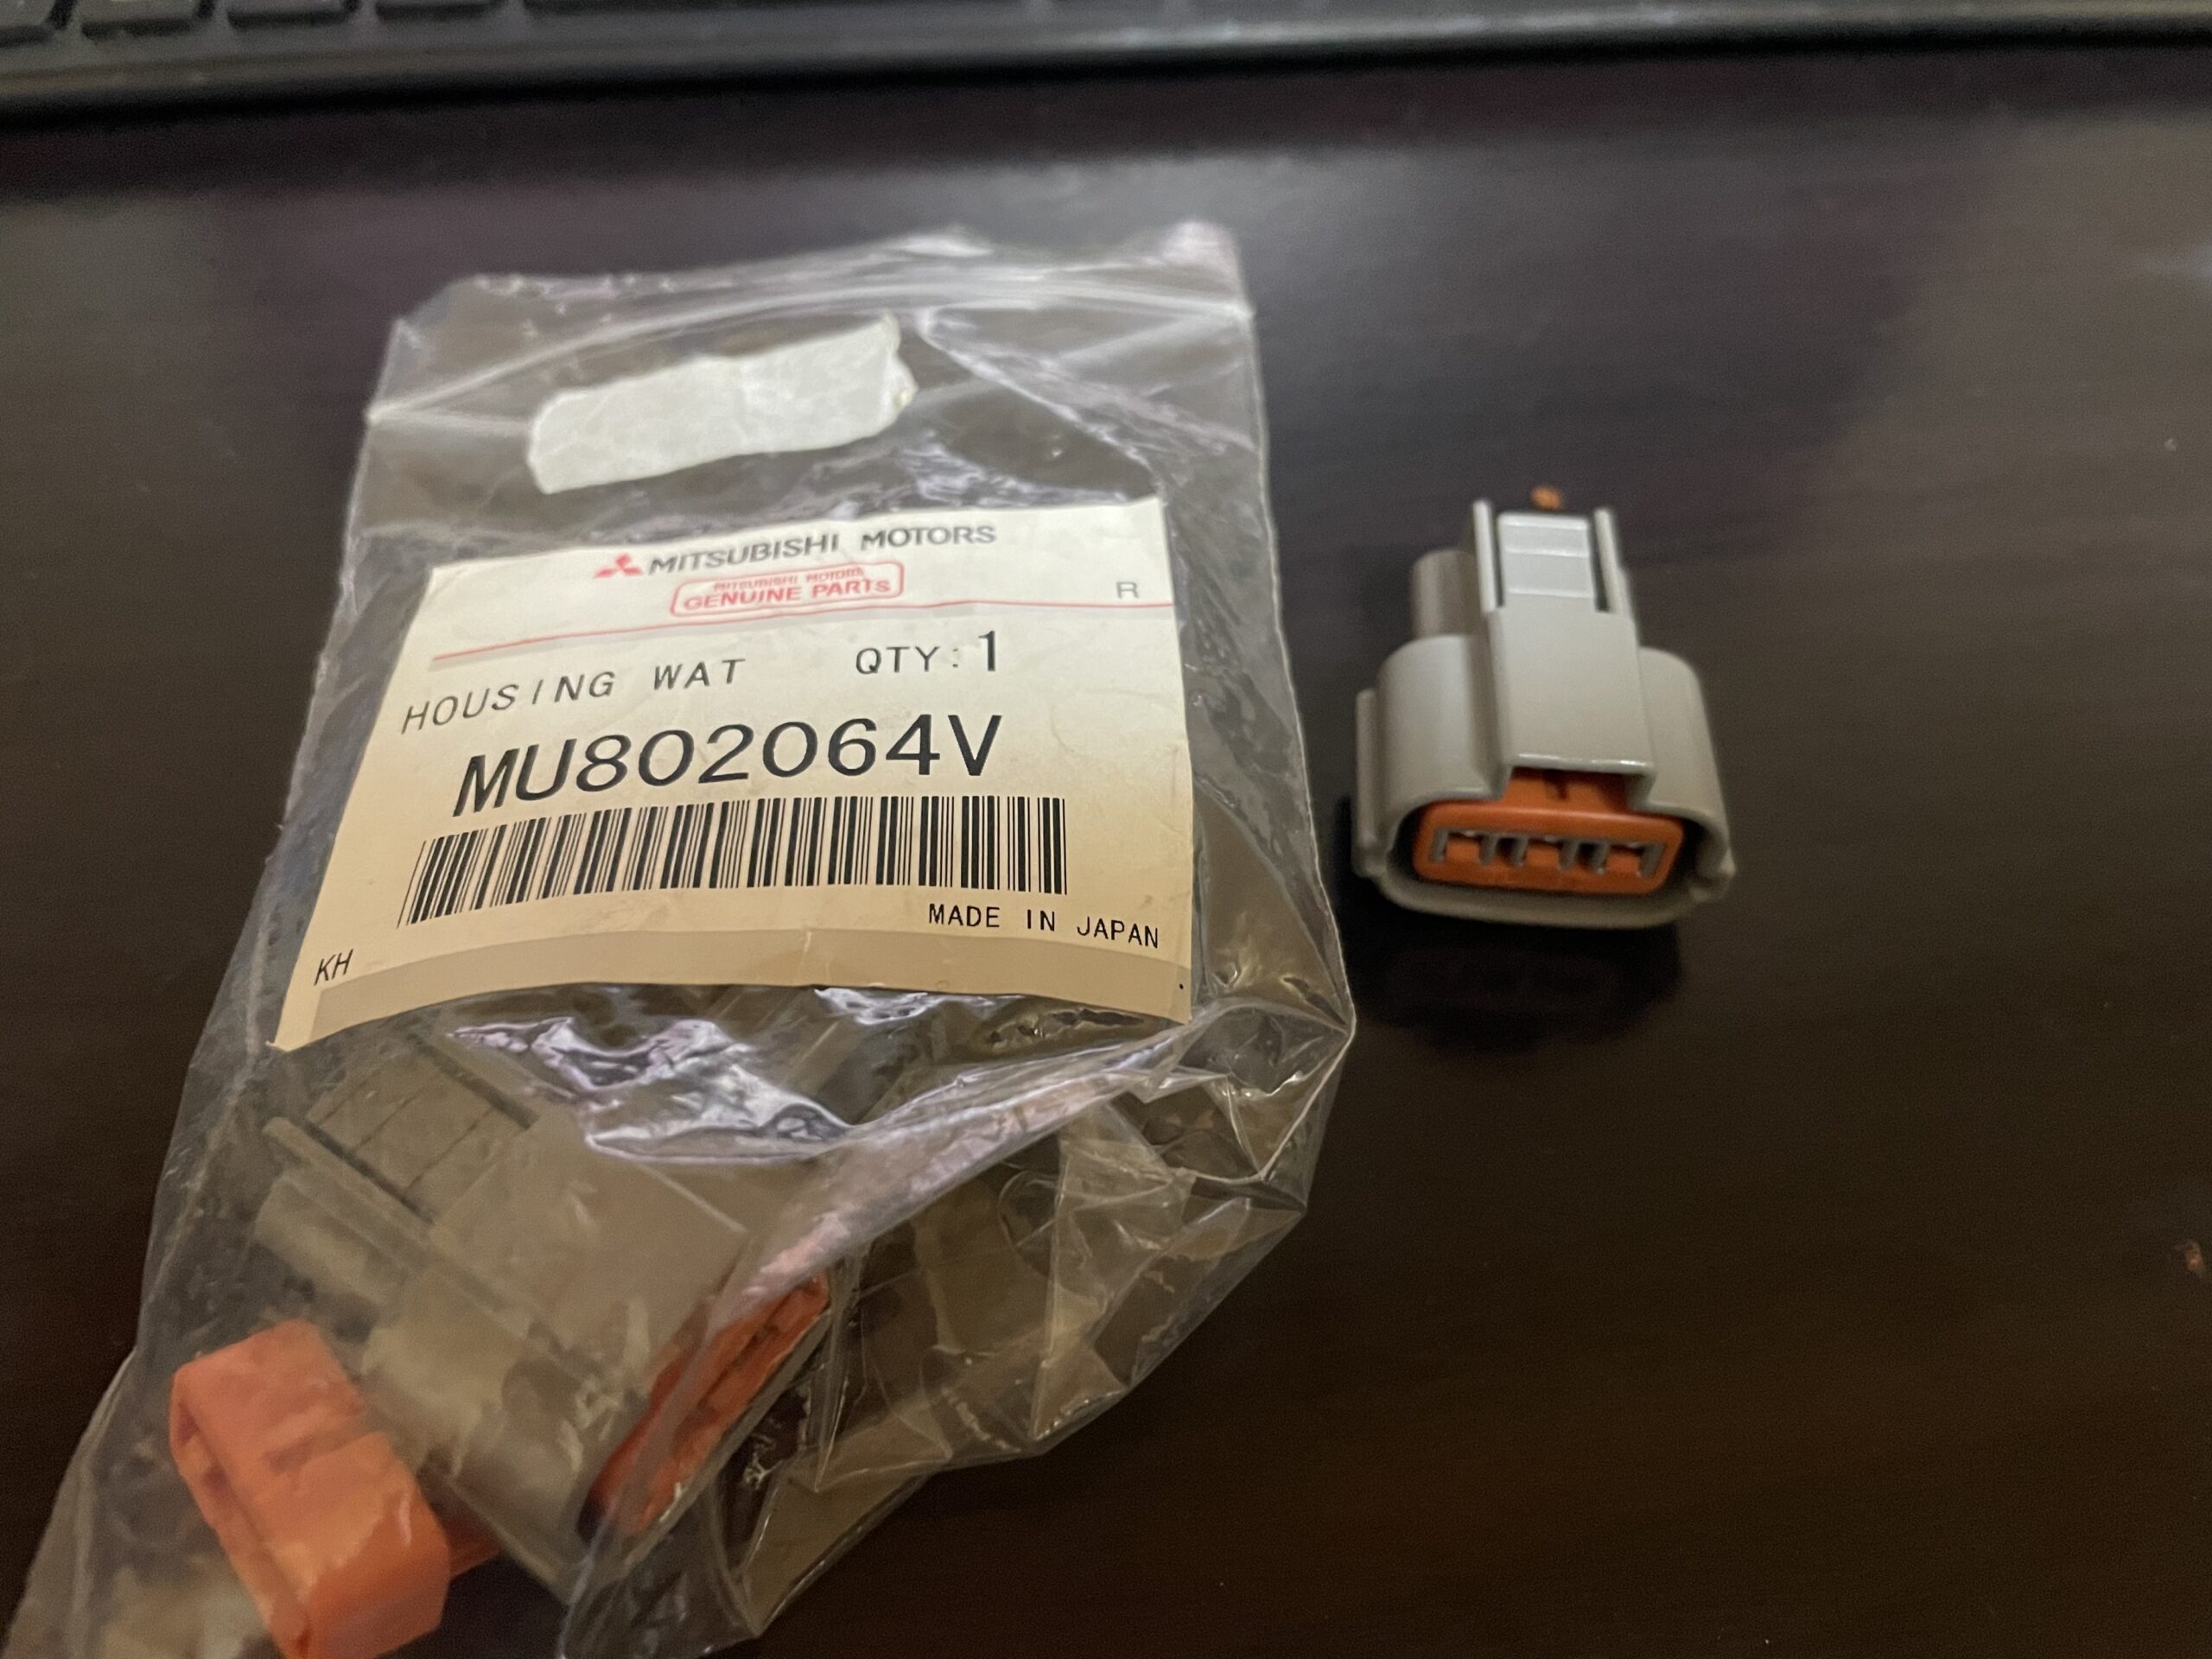 MITSUBISHI MOTORS
MITSUBISHI MOTORS
GENUINE PARTS
R
HOUSING WAT QTY:1
MU802064V
MADE IN JAPAN
KH